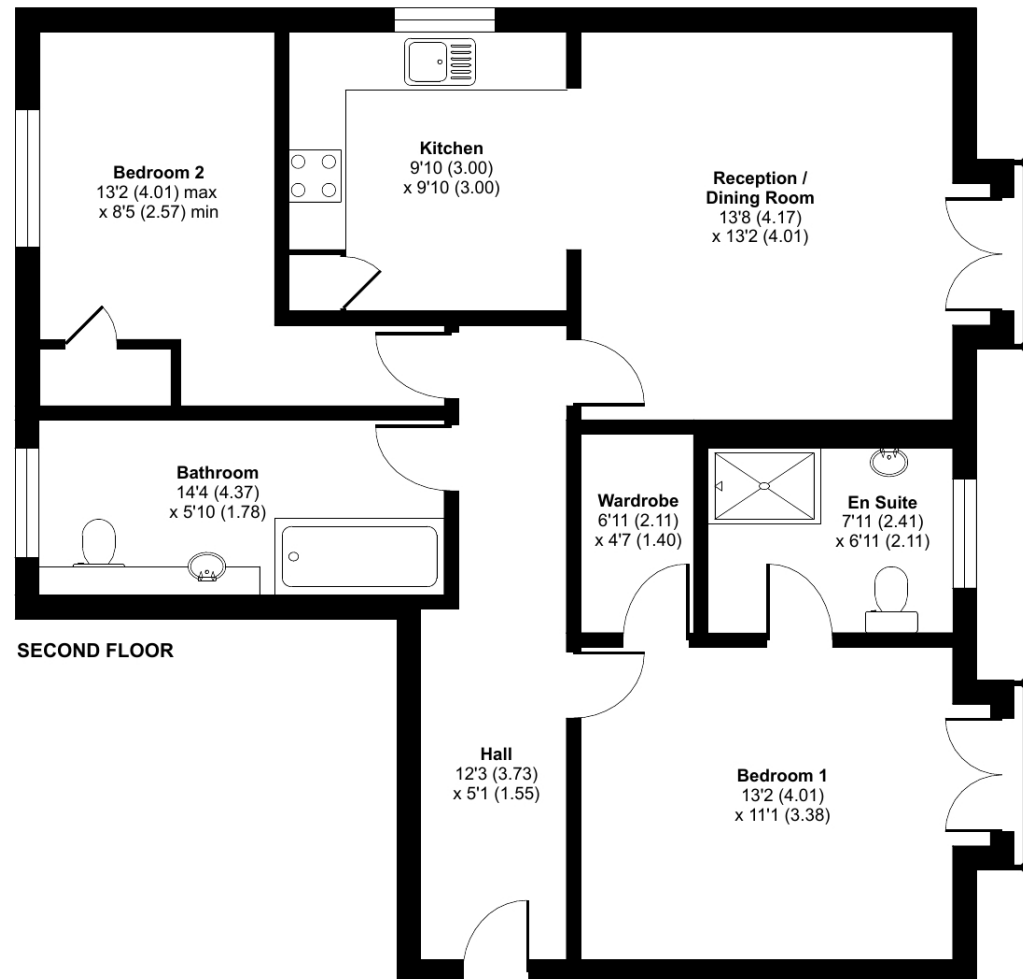 Bedroom 2
13'2 (4.01) max
x 8'5 (2.57) min
Kitchen
9'10 (3.00)
x 9'10 (3.00)
Reception /
Dining Room
13'8 (4.17)
x 13'2 (4.01)
Bathroom
14'4 (4.37)
x 5'10 (1.78)
Wardrobe
6'11 (2.11)
x 4'7 (1.40)
En Suite
7'11 (2.41)
x 6'11 (2.11)
SECOND FLOOR
Hall
12'3 (3.73)
x 5'1 (1.55)
Bedroom 1
13'2 (4.01)
x 11'1 (3.38)